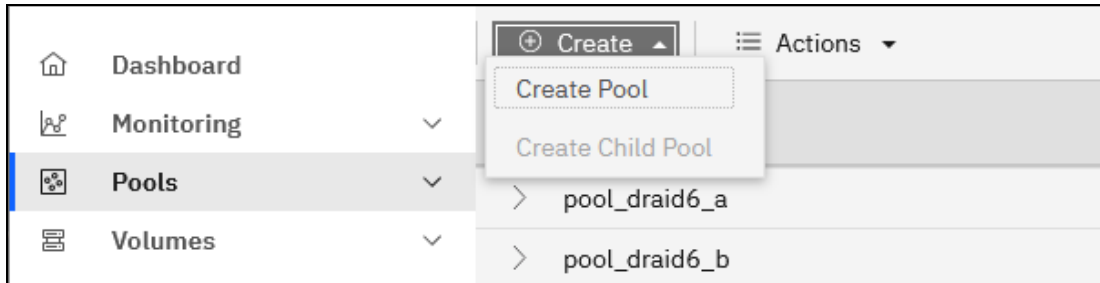 Dashboard
Monitoring
Pools
Volumes
Create
Actions
Create Pool
Create Child Pool
pool_draid6_a
pool_draid6_b